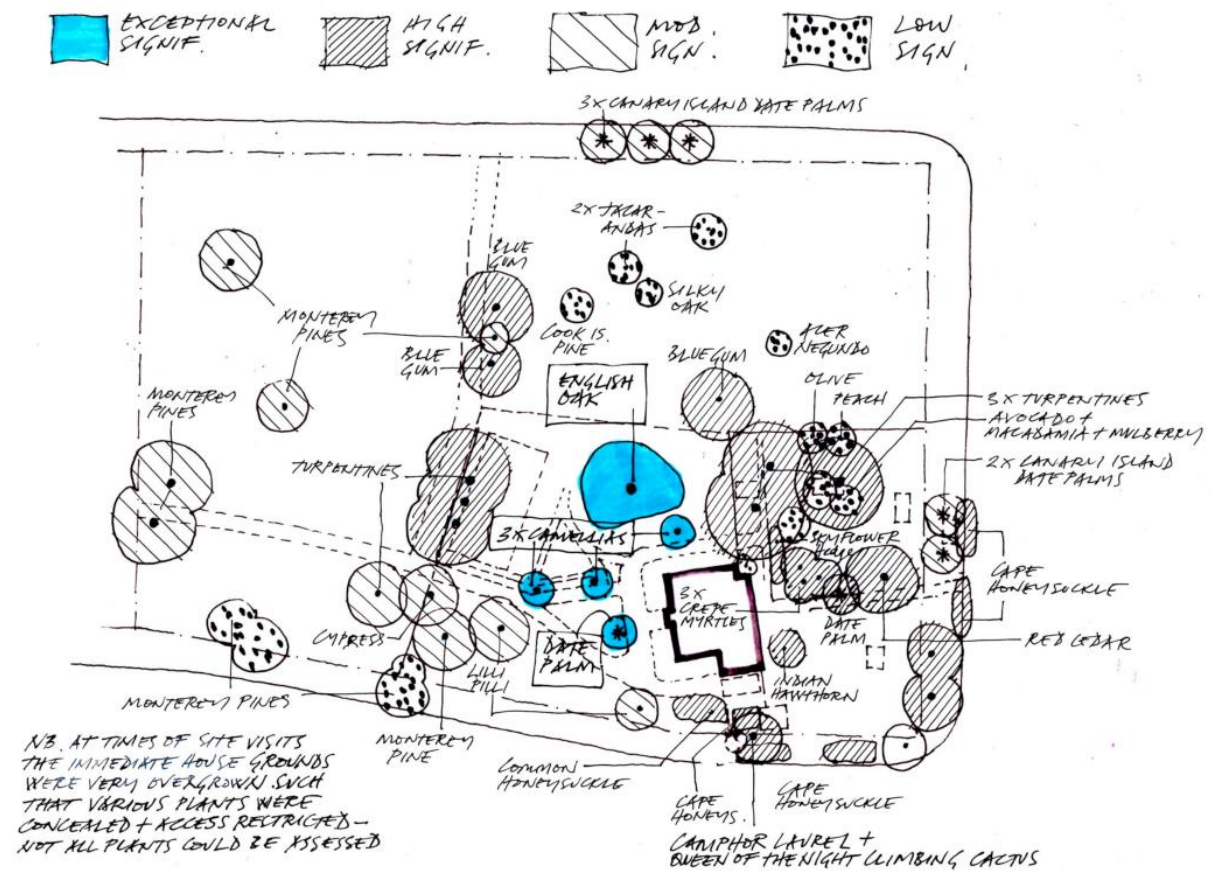 EXCEPTIONAL
SIGNIF.
HIGH
SIGNIF.
MOD.
SIGN.
LOW
SIGN.
3X CANARY ISLAND DATE PALMS
2X JACAR-
ANDAS
BLUE
GUM
SILKY
OAK
MONTEREY
PINES
COOK IS.
PINE
ACER
NEGUNDO
BLUE
GUM
BLUE GUM
ENGLISH
OAK
OLIVE
PEACH
MONTEREY
PINES
3X TURPENTINES
AVOCADO +
MACADAMIA + MULBERRY
TURPENTINES
2X CANARY ISLAND
DATE PALMS
3X CAMELLIAS
CAPE
HONEYSUCKLE
3X
CREPE
MYRTLES
DATE
PALM
CYPRESS
RED CEDAR
DATE
PALM
LILLI
PILLI
INDIAN
HAWTHORN
MONTEREY PINES
MONTEREY
PINE
NB. AT TIMES OF SITE VISITS
THE IMMEDIATE HOUSE GROUNDS
WERE VERY OVERGROWN SUCH
THAT VARIOUS PLANTS WERE
CONCEALED + ACCESS RESTRICTED -
NOT ALL PLANTS COULD BE ASSESSED
COMMON
HONEYSUCKLE
CAPE
HONEYS.
CAPE
HONEYSUCKLE
CAMPHOR LAUREL +
QUEEN OF THE NIGHT CLIMBING CACTUS